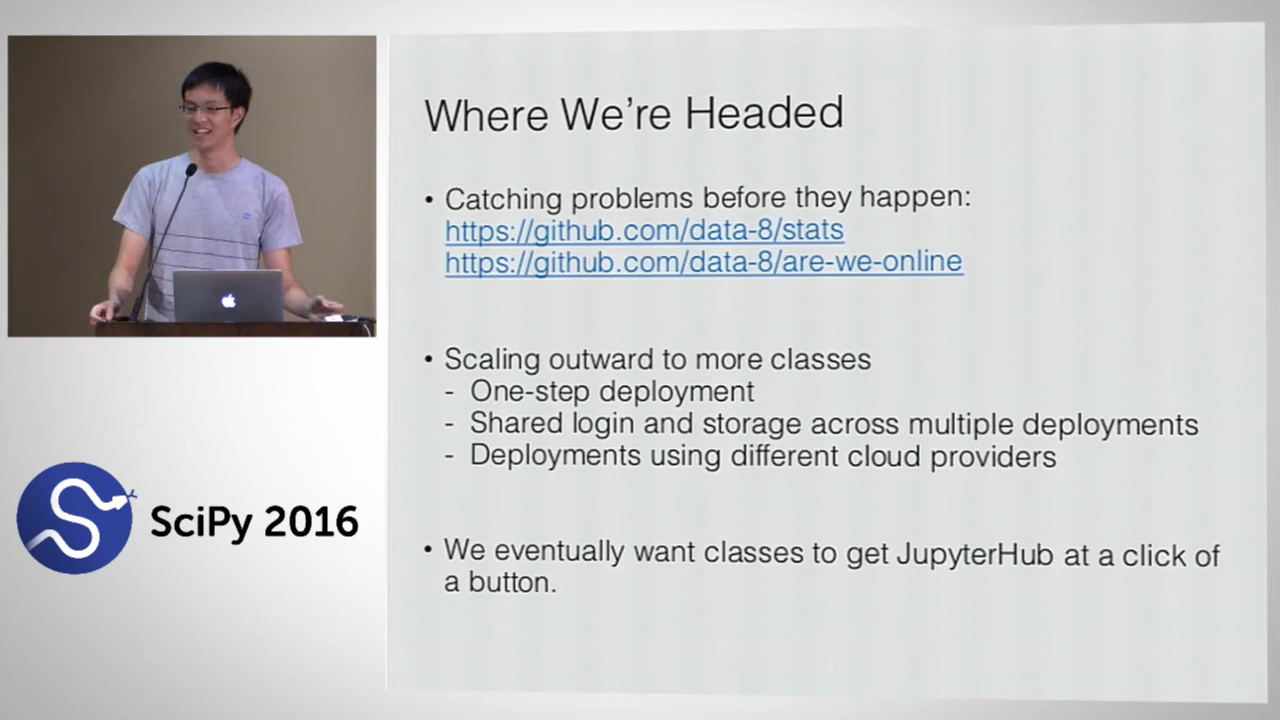 Where We're Headed
• Catching problems before they happen:
https://github.com/data-8/stats
https://github.com/data-8/are-we-online
• Scaling outward to more classes
- One-step deployment
- Shared login and storage across multiple deployments
- Deployments using different cloud providers
• We eventually want classes to get JupyterHub at a click of
a button.
SciPy 2016